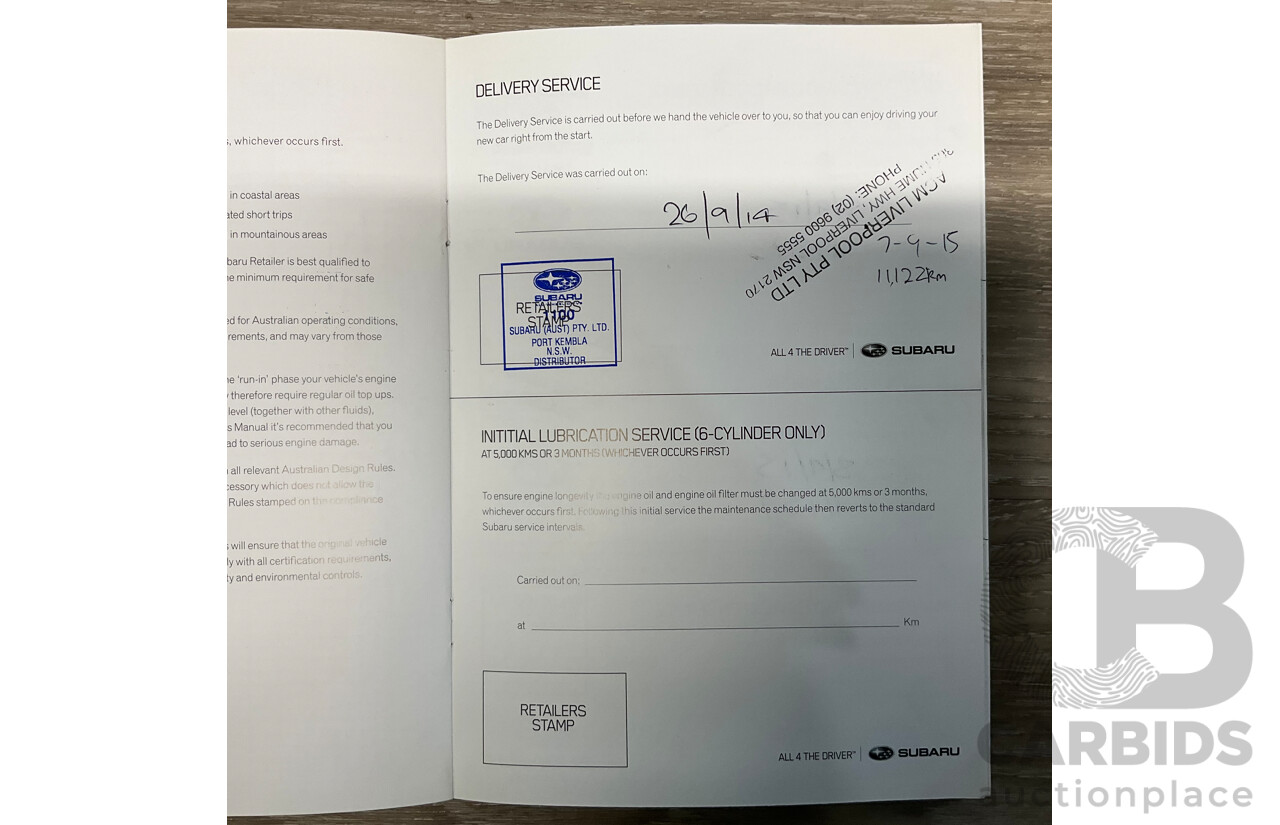 , whichever occurs first.
in coastal areas
ated short trips
in mountainous areas
baru Retailer is best qualified to
e minimum requirement for safe
ed for Australian operating conditions,
rements, and may vary from those
e 'run-in' phase your vehicle's engine
therefore require regular oil top ups.
level (together with other fluids),
s Manual it's recommended that you
ad to serious engine damage.
all relevant Australian Design Rules.
cessory which does not allow the
Rules stamped on the compliance
s will ensure that the original vehicle
ly with all certification requirements,
ty and environmental controls.
DELIVERY SERVICE
The Delivery Service is carried out before we hand the vehicle over to you, so that you can enjoy driving your
new car right from the start.
The Delivery Service was carried out on:
26/9/14
LIVERPOOL PTY LTD
HUME HWY, LIVERPOOL NSW 2170
PHONE: (02) 9600 5555
7-9-15
11,122km
RETAILERS
STAMP
SUBARU
1100
SUBARU (AUST) PTY. LTD.
PORT KEMBLA
N.S.W.
DISTRIBUTOR
ALL 4 THE DRIVER™ SUBARU
INITITIAL LUBRICATION SERVICE (6-CYLINDER ONLY)
AT 5,000 KMS OR 3 MONTHS (WHICHEVER OCCURS FIRST)
To ensure engine longevity the engine oil and engine oil filter must be changed at 5,000 kms or 3 months,
whichever occurs first. Following this initial service the maintenance schedule then reverts to the standard
Subaru service intervals.
Carried out on:
at Km
RETAILERS
STAMP
ALL 4 THE DRIVER™ SUBARU
B
CARBIDS
auctionplace